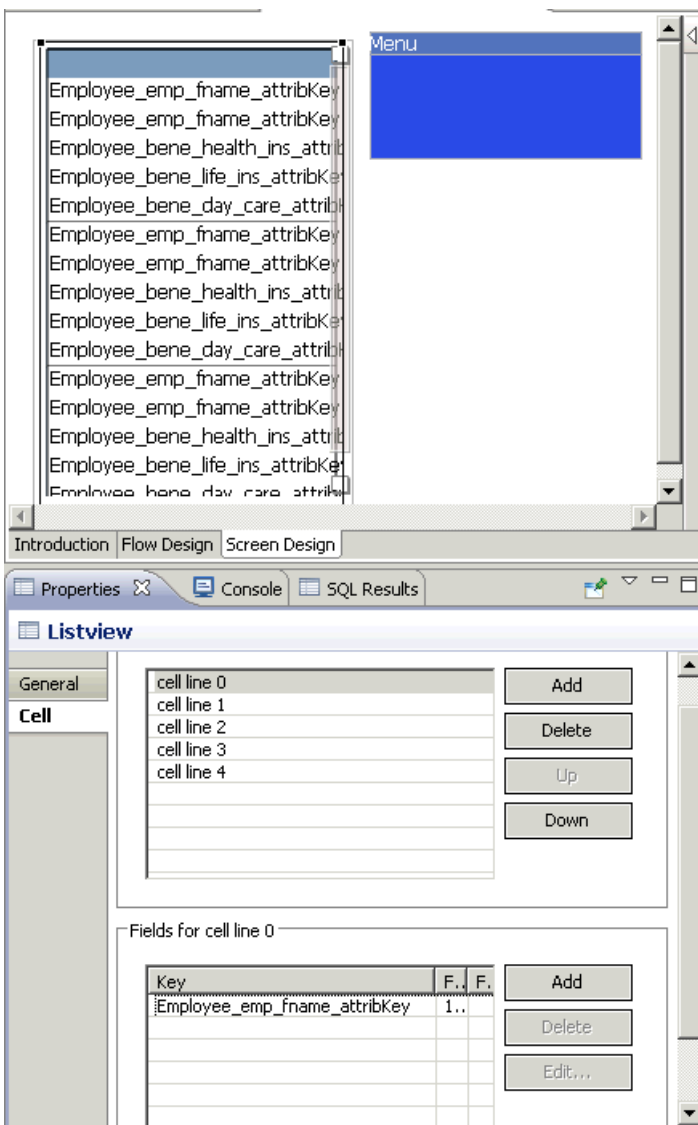 Menu
Employee_emp_fname_attribKey
Employee_emp_fname_attribKey
Employee_bene_health_ins_attrib
Employee_bene_life_ins_attribKey
Employee_bene_day_care_attribK
Employee_emp_fname_attribKey
Employee_emp_fname_attribKey
Employee_bene_health_ins_attrib
Employee_bene_life_ins_attribKey
Employee_bene_day_care_attribK
Employee_emp_fname_attribKey
Employee_emp_fname_attribKey
Employee_bene_health_ins_attrib
Employee_bene_life_ins_attribKey
Employee_bene_day_care_attrib
Introduction Flow Design Screen Design
Properties Console SQL Results
Listview
General
Cell
cell line 0
cell line 1
cell line 2
cell line 3
cell line 4
Add
Delete
Up
Down
Fields for cell line 0
Key F.. F.
Employee_emp_fname_attribKey 1..
Add
Delete
Edit...